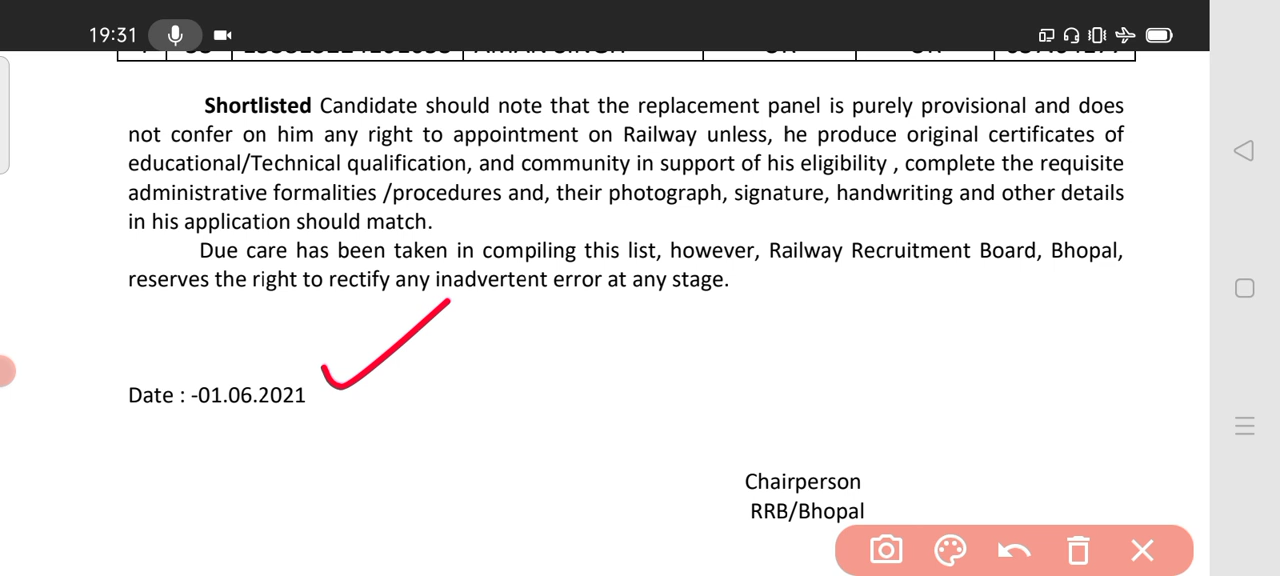 19:31
Shortlisted Candidate should note that the replacement panel is purely provisional and does
not confer on him any right to appointment on Railway unless, he produce original certificates of
educational/Technical qualification, and community in support of his eligibility , complete the requisite
administrative formalities /procedures and, their photograph, signature, handwriting and other details
in his application should match.
Due care has been taken in compiling this list, however, Railway Recruitment Board, Bhopal,
reserves the right to rectify any inadvertent error at any stage.
Date : -01.06.2021
Chairperson
RRB/Bhopal